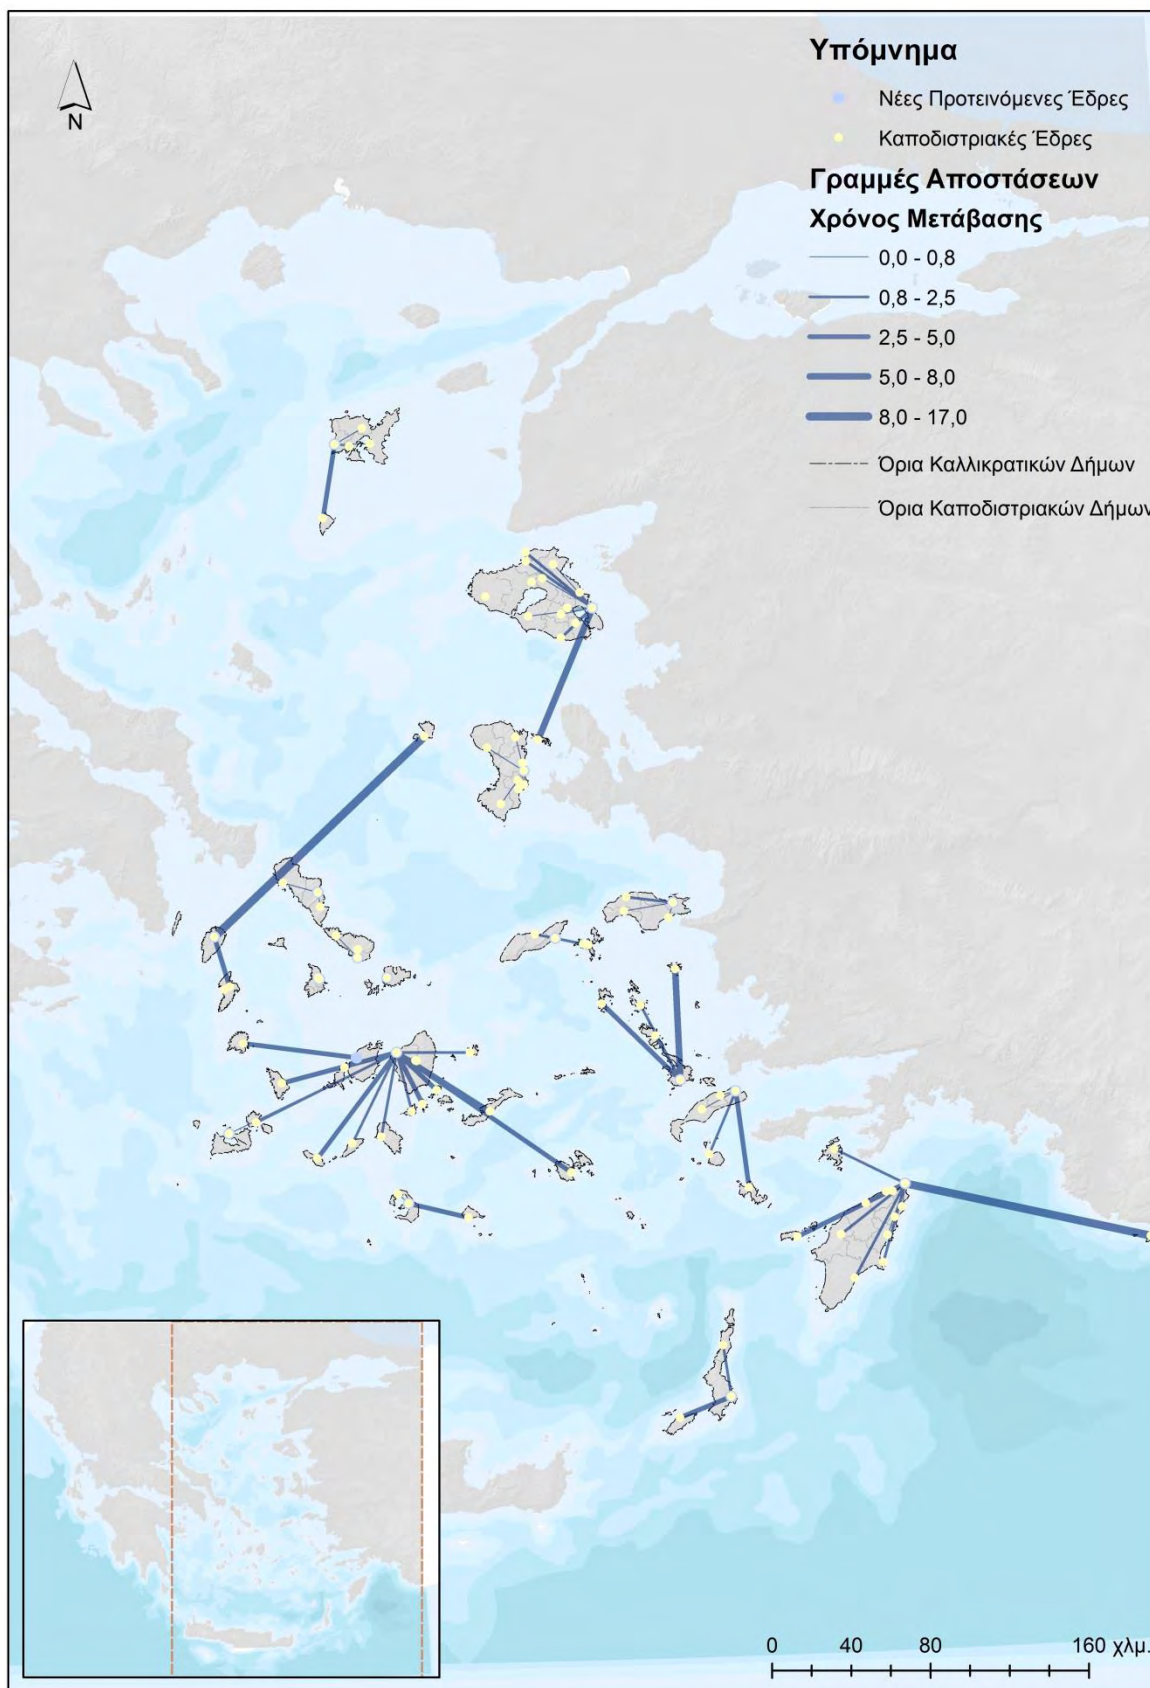 N
Υπόμνημα
Νέες Προτεινόμενες Έδρες
Καποδιστριακές Έδρες
Γραμμές Αποστάσεων
Χρόνος Μετάβασης
0,0 - 0,8
0,8 - 2,5
2,5 - 5,0
5,0 - 8,0
8,0 - 17,0
Όρια Καλλικρατικών Δήμων
Όρια Καποδιστριακών Δήμων
0 40 80 160 χλμ.